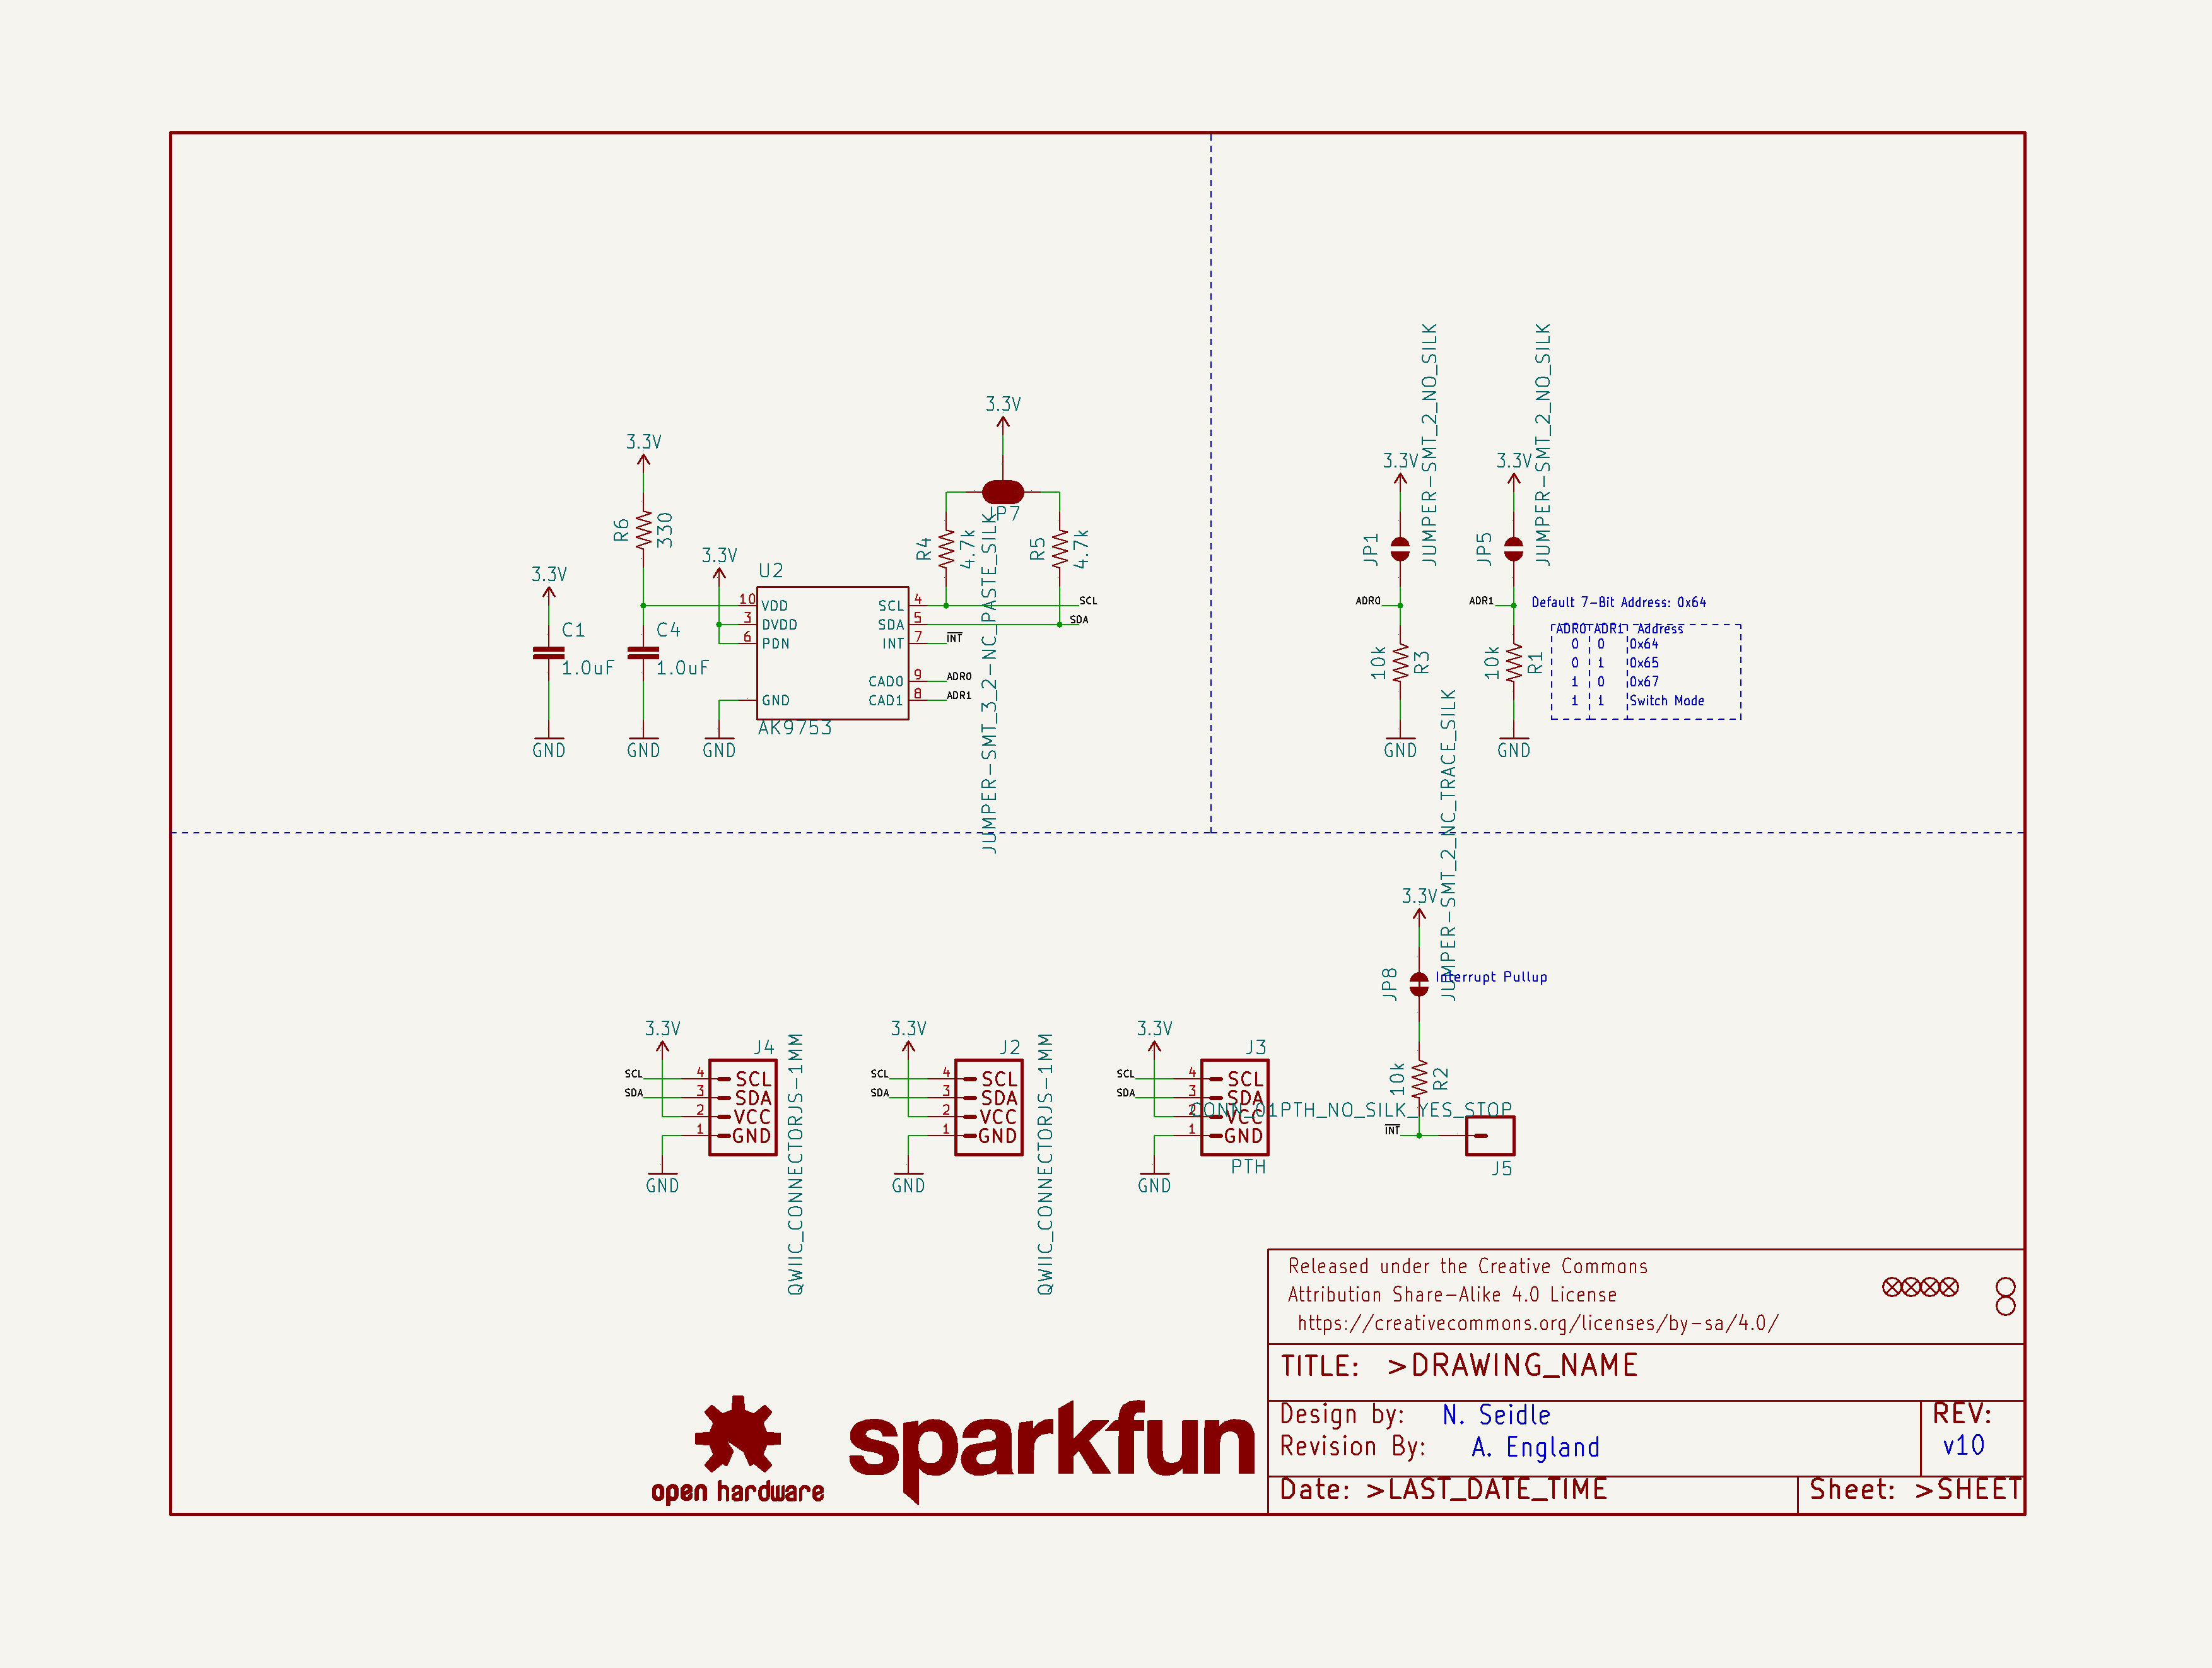 3.3V
JP7
JUMPER-SMT_3_2-NC_PASTE_SILK
3.3V
R6
330
3.3V
C1
1.0uF
GND
C4
1.0uF
GND
3.3V
GND
U2
10 VDD
3 DVDD
6 PDN
GND
SCL 4
SDA 5
INT 7
CAD0 9
CAD1 8
AK9753
R4
4.7k
R5
4.7k
SCL
SDA
INT
ADR0
ADR1
JUMPER-SMT_2_NO_SILK
3.3V
JP1
ADR0
10k
R3
GND
JUMPER-SMT_2_NO_SILK
3.3V
JP5
ADR1
10k
R1
GND
Default 7-Bit Address: 0x64
ADR0 ADR1 Address
0 0 0x64
0 1 0x65
1 0 0x67
1 1 Switch Mode
JUMPER-SMT_2_NC_TRACE_SILK
3.3V
JP8
Interrupt Pullup
10k
R2
CONN_01PTH_NO_SILK_YES_STOP
INT
J5
3.3V
J4
SCL 4 SCL
SDA 3 SDA
2 VCC
1 GND
GND
QWIIC_CONNECTORJS-1MM
3.3V
J2
SCL 4 SCL
SDA 3 SDA
2 VCC
1 GND
GND
QWIIC_CONNECTORJS-1MM
3.3V
J3
SCL 4 SCL
SDA 3 SDA
2 VCC
1 GND
PTH
GND
Released under the Creative Commons
Attribution Share-Alike 4.0 License
https://creativecommons.org/licenses/by-sa/4.0/
TITLE: >DRAWING_NAME
Design by: N. Seidle
Revision By: A. England
REV:
v10
Date: >LAST_DATE_TIME
Sheet: >SHEET
open hardware
sparkfun